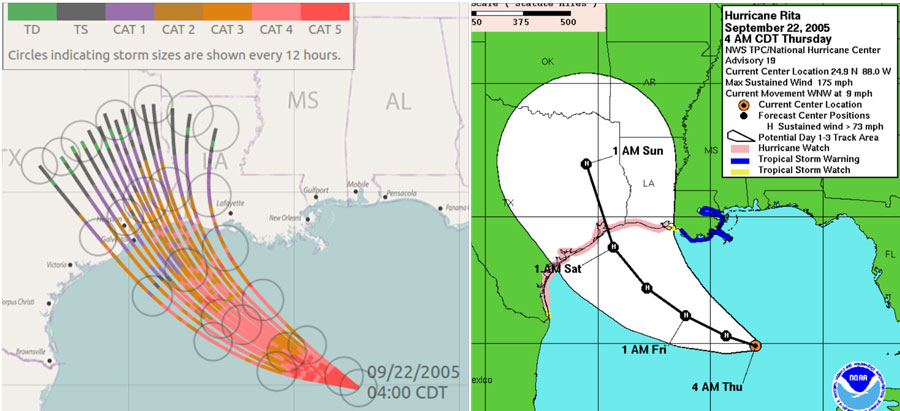 TD TS CAT 1 CAT 2 CAT 3 CAT 4 CAT 5
Circles indicating storm sizes are shown every 12 hours.
MS
AL
TX
LA
Lafayette
Gulfport
Mobile
Pensacola
Panama
New Orleans
Houston
Galveston
Victoria
Corpus Christi
Brownsville
09/22/2005
04:00 CDT
Scale (Statute Miles)
50 375 500
Hurricane Rita
September 22, 2005
4 AM CDT Thursday
NWS TPC/National Hurricane Center
Advisory 19
Current Center Location 24.9 N 88.0 W
Max Sustained Wind 175 mph
Current Movement WNW at 9 mph
Current Center Location
Forecast Center Positions
H Sustained wind > 73 mph
Potential Day 1-3 Track Area
Hurricane Watch
Tropical Storm Warning
Tropical Storm Watch
OK
AR
1 AM Sun
MS
LA
TX
1 AM Sat
FL
H
H
H
H
H
1 AM Fri
4 AM Thu
exico
NOAA